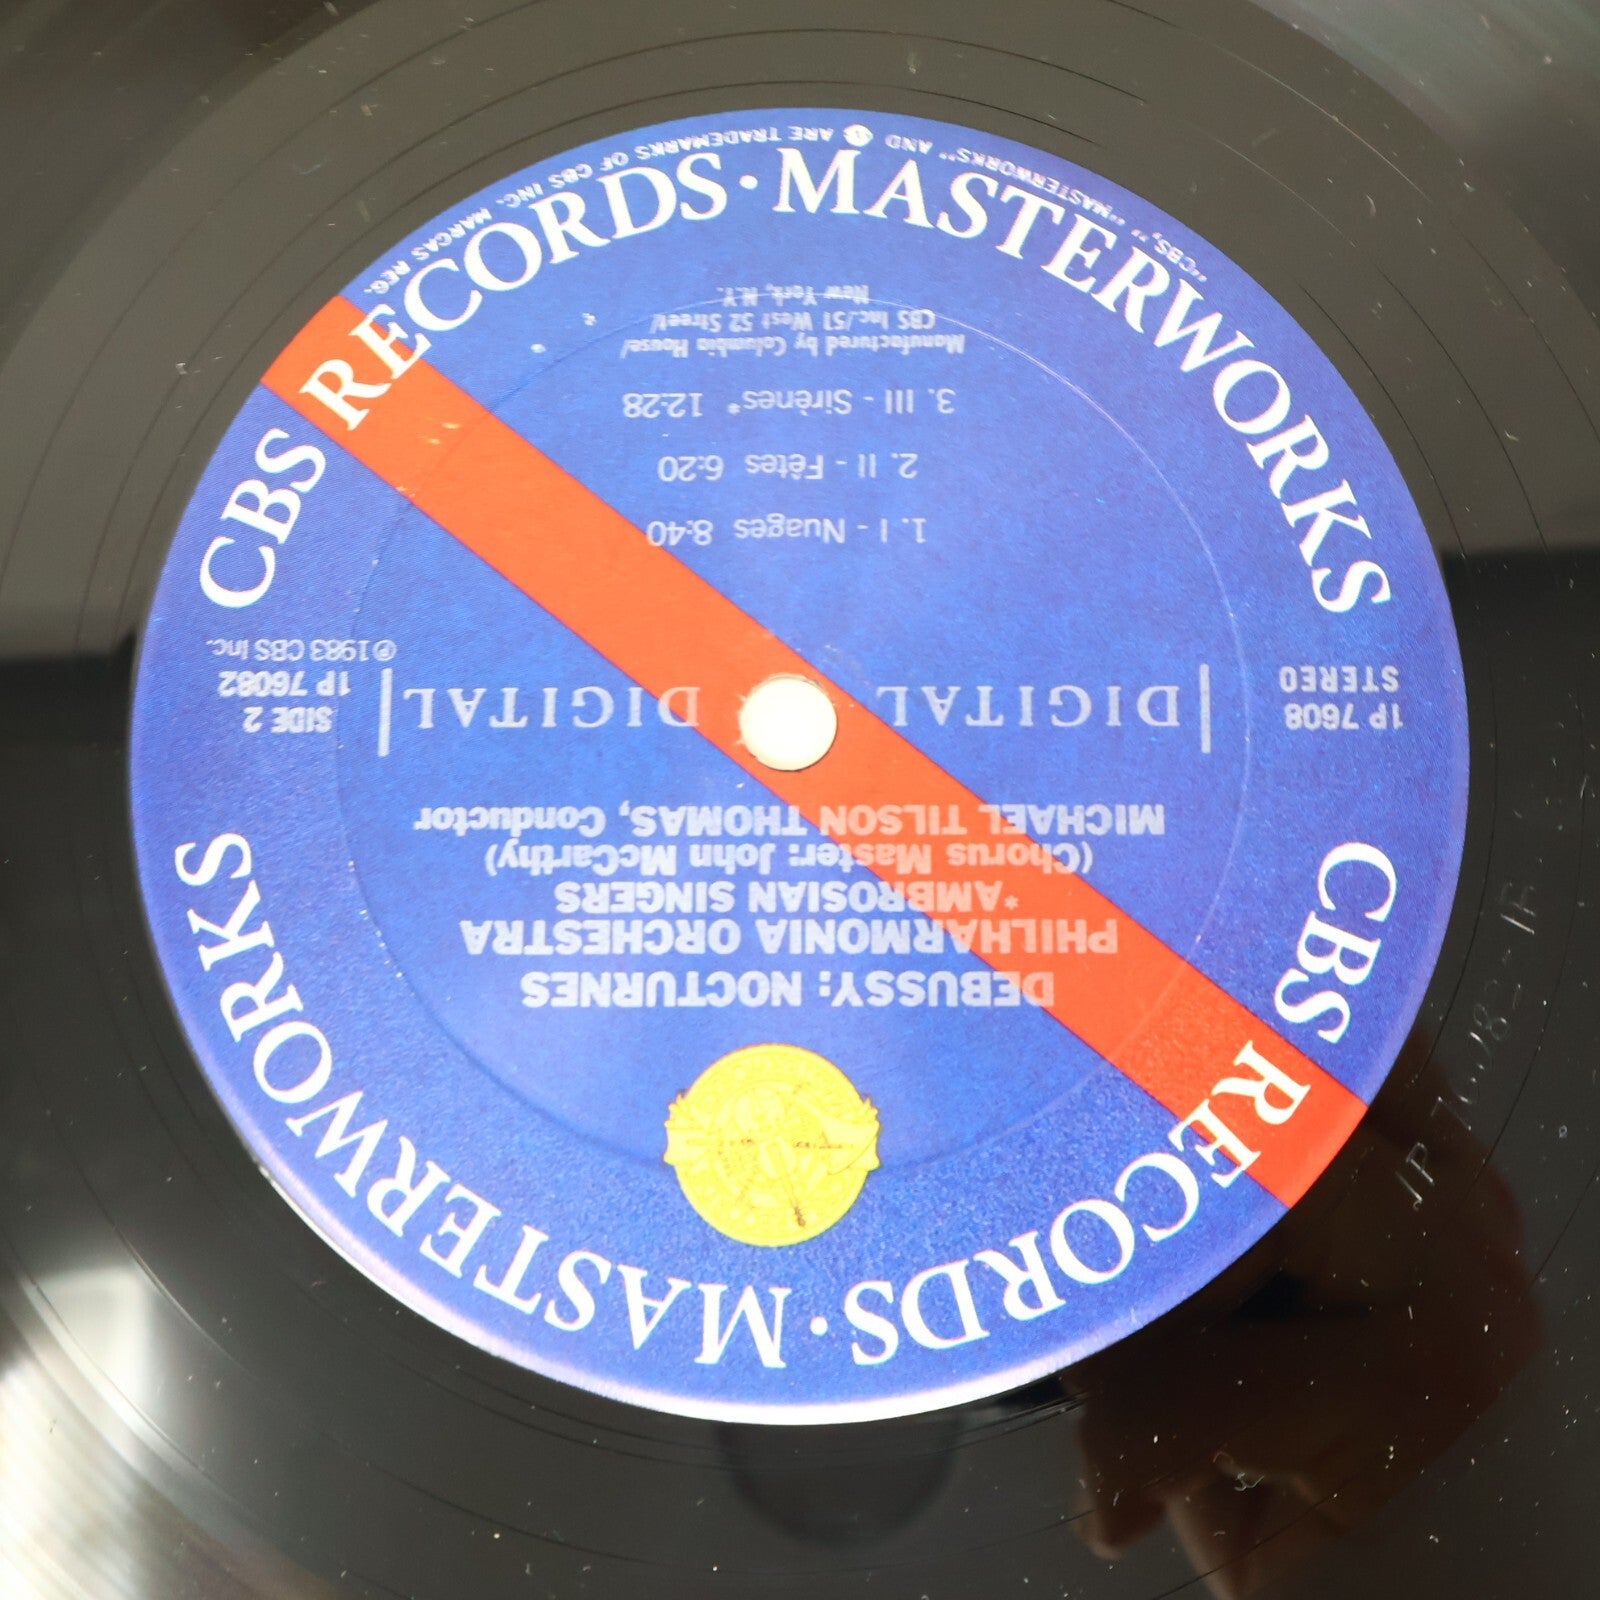 CBS RECORDS · MASTERWORKS
CBS RECORDS · MASTERWORKS
DEBUSSY: NOCTURNES
PHILHARMONIA ORCHESTRA
*AMBROSIAN SINGERS
(Chorus Master: John McCarthy)
MICHAEL TILSON THOMAS, Conductor
1P 7608
STEREO
DIGITAL DIGITAL
SIDE 2
1P 7608 2
℗1983 CBS Inc.
1. I - Nuages 8:40
2. II - Fêtes 6:20
3. III - Sirènes* 12:28
Manufactured by Columbia House/
CBS Inc./51 West 52 Street/
New York, N.Y.
"CBS," "MASTERWORKS" AND ARE TRADEMARKS OF CBS INC. MARCAS REG.